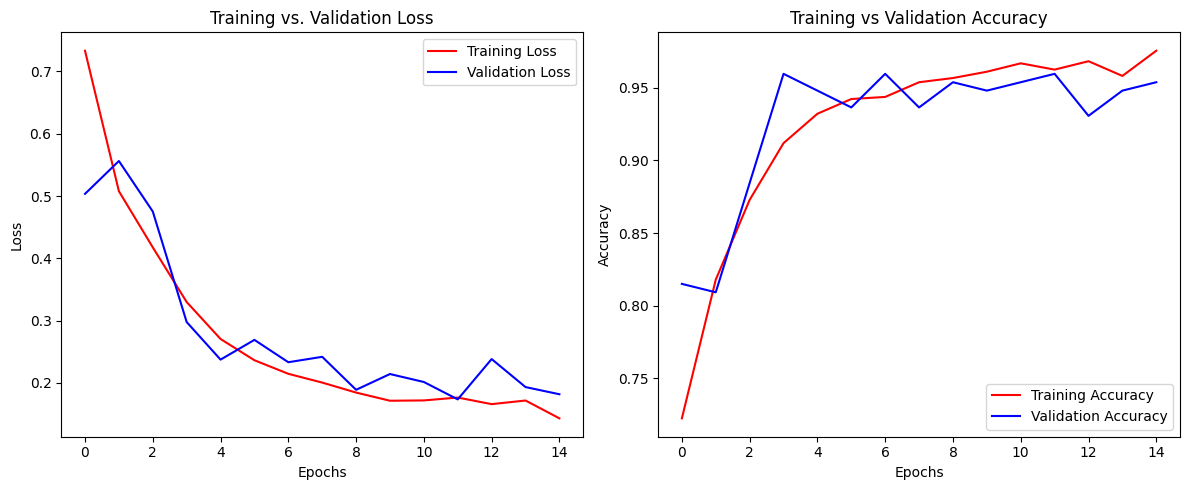 Training vs. Validation Loss
Training Loss
Validation Loss
0.7
0.6
0.5
0.4
0.3
0.2
Loss
0 2 4 6 8 10 12 14
Epochs
Training vs Validation Accuracy
0.95
0.90
0.85
0.80
0.75
Accuracy
Training Accuracy
Validation Accuracy
0 2 4 6 8 10 12 14
Epochs